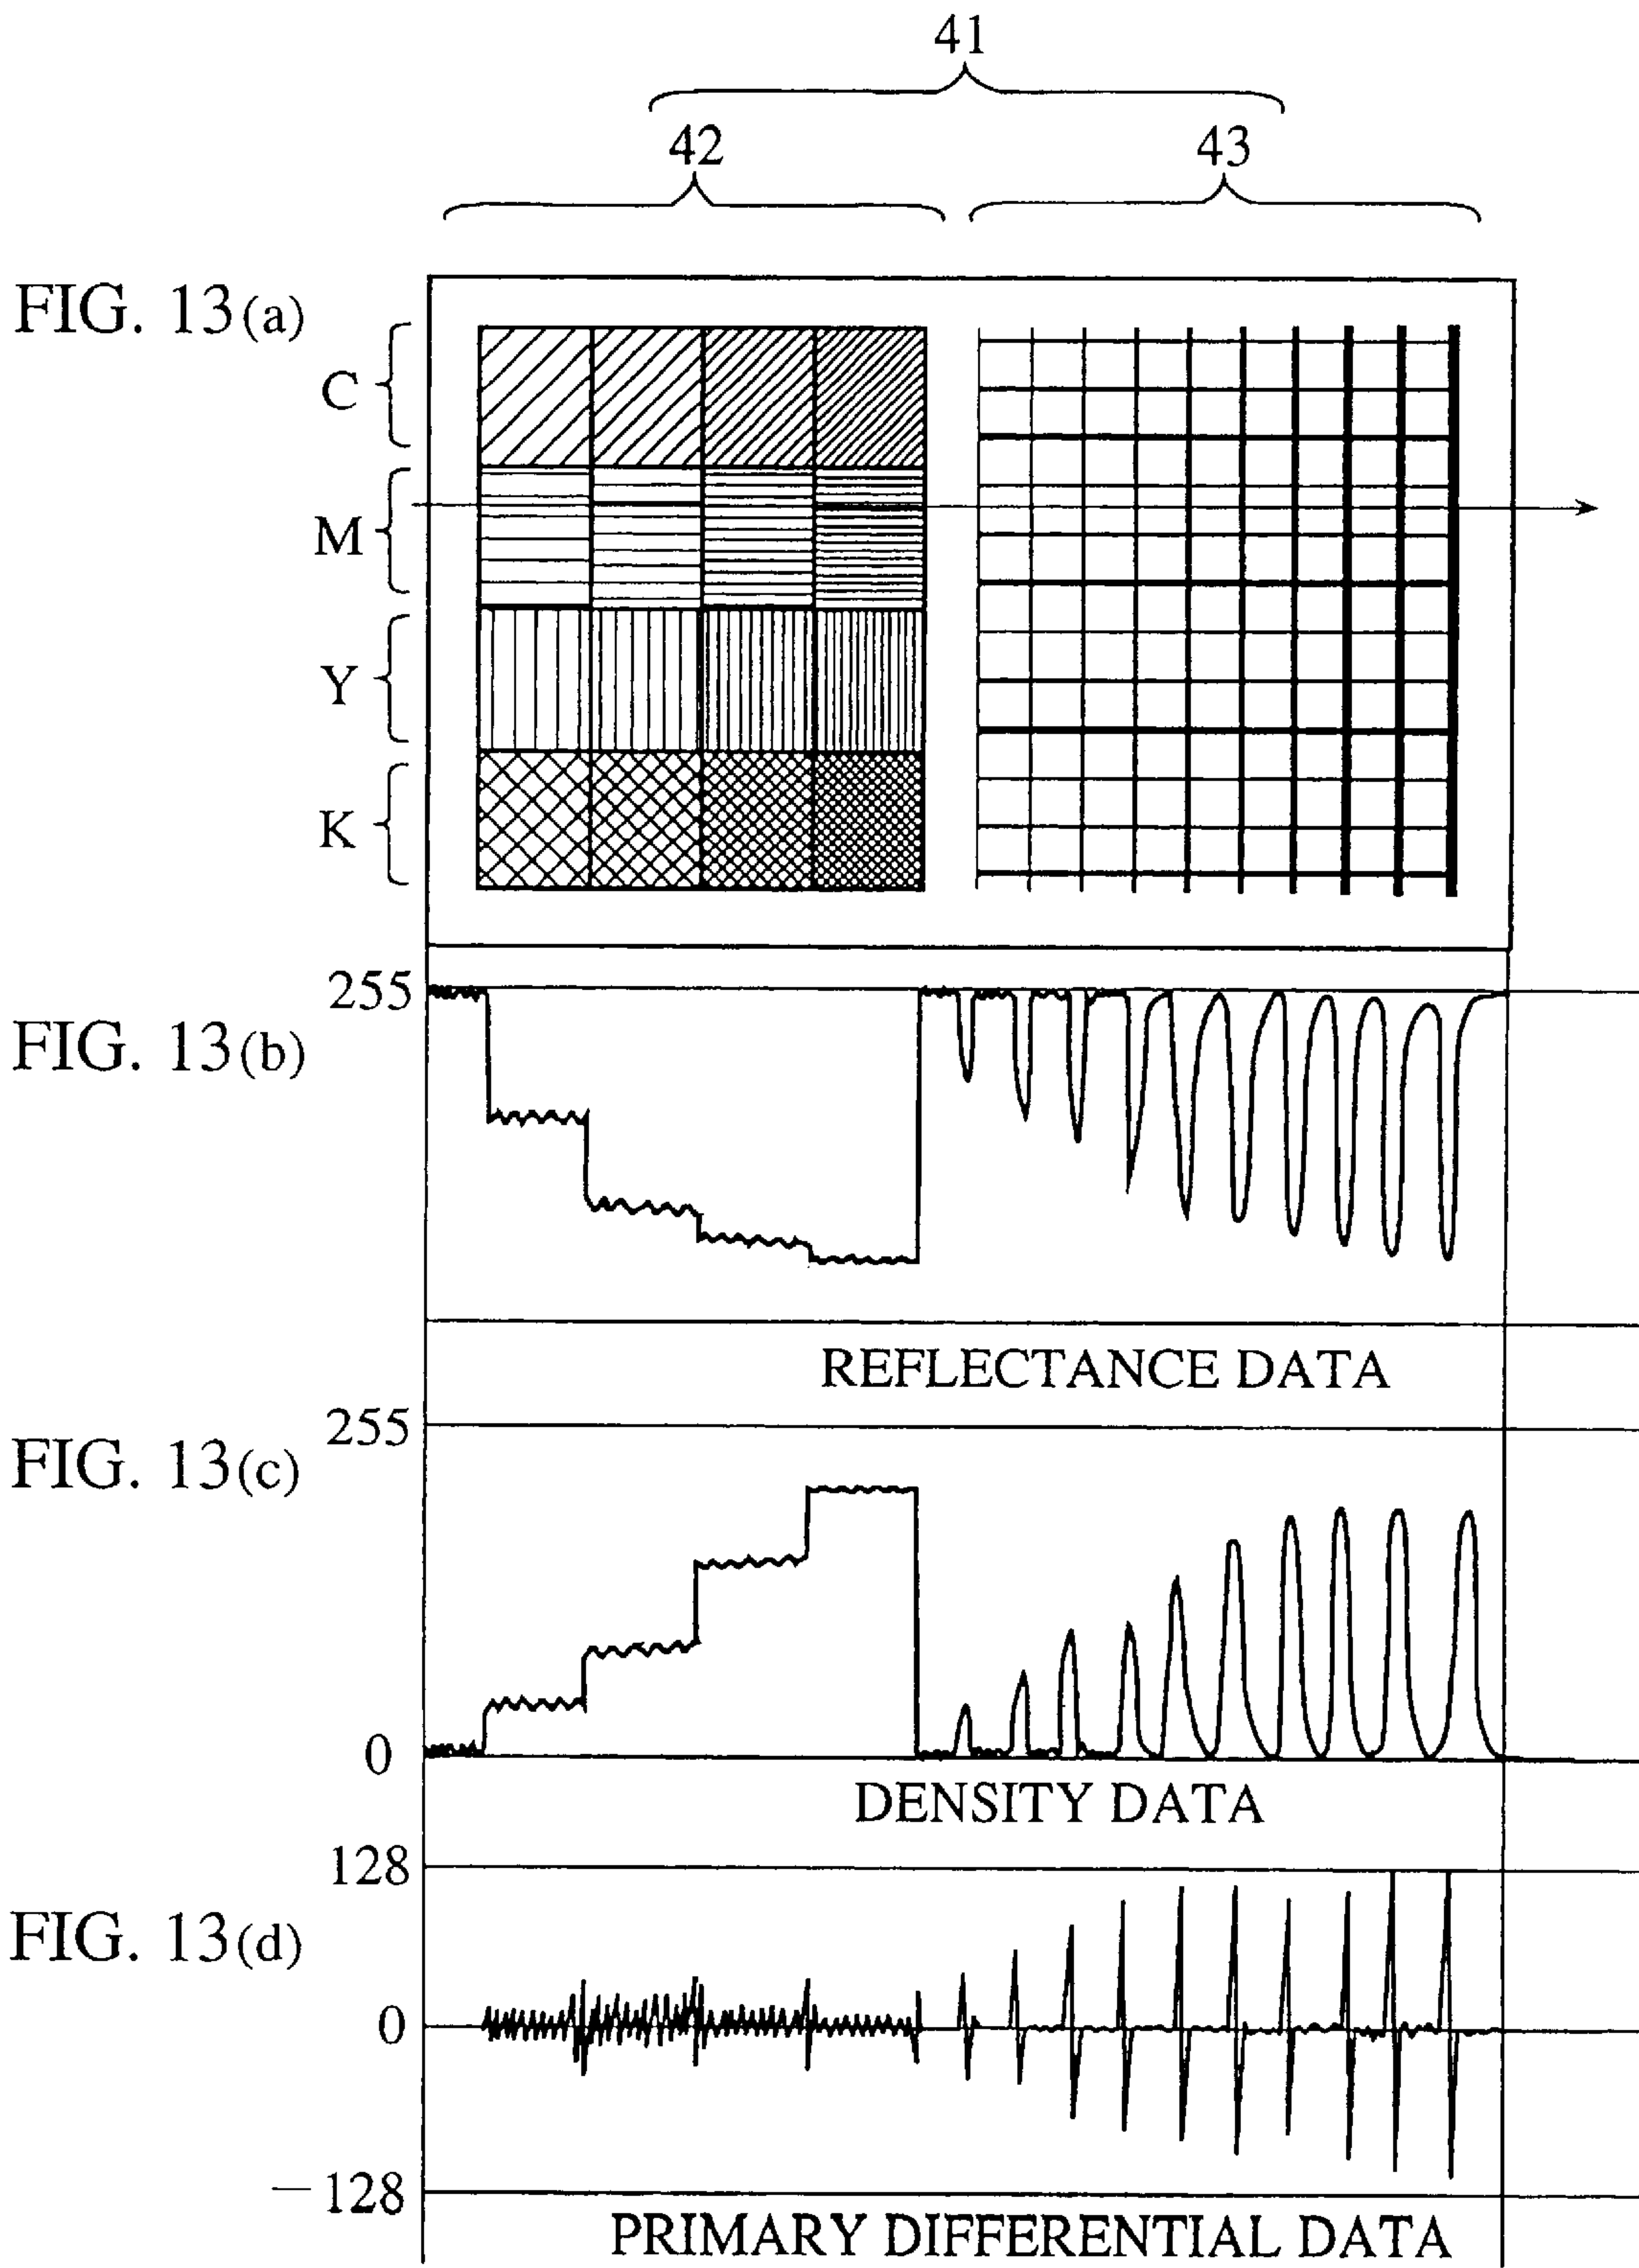 41
42
43
FIG. 13(a)
C
M
Y
K
255
FIG. 13(b)
REFLECTANCE DATA
255
FIG. 13(c)
0
DENSITY DATA
128
FIG. 13(d)
0
—128
PRIMARY DIFFERENTIAL DATA